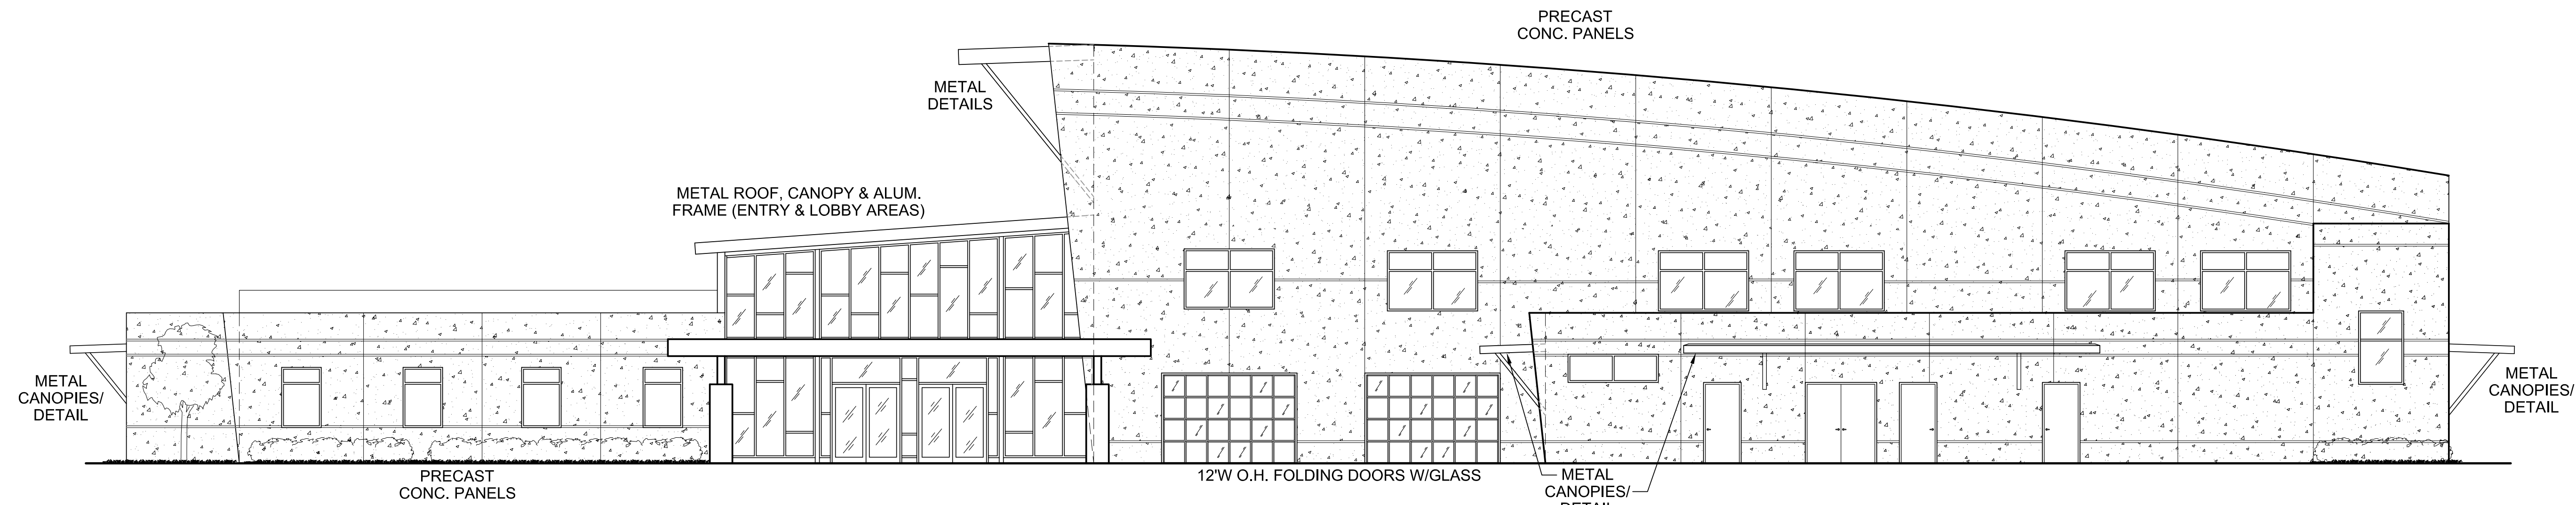 PRECAST
CONC. PANELS
METAL
DETAILS
METAL ROOF, CANOPY & ALUM.
FRAME (ENTRY & LOBBY AREAS)
METAL
CANOPIES/
DETAIL
METAL
CANOPIES/
DETAIL
PRECAST
CONC. PANELS
12'W O.H. FOLDING DOORS W/GLASS
METAL
CANOPIES/
DETAIL